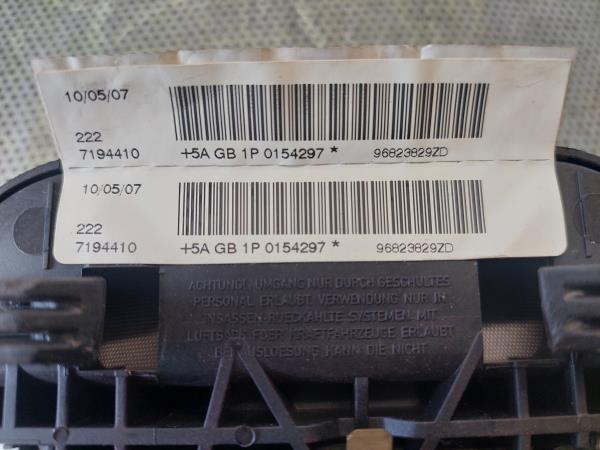 10/05/07
222
7194410 +5A GB 1P 0154297 * 96823829ZD
10/05/07
222
7194410 +5A GB 1P 0154297 * 96823829ZD
ACHTUNG! UMGANG NUR DURCH GESCHULTES
PERSONAL ERLAUBT. VERWENDUNG NUR IN
INSASSEN-RUECKHALTE SYSTEMEN MIT
FUER KRAFTFAHRZEUGE ERLAUBT
KANN DIE NICHT